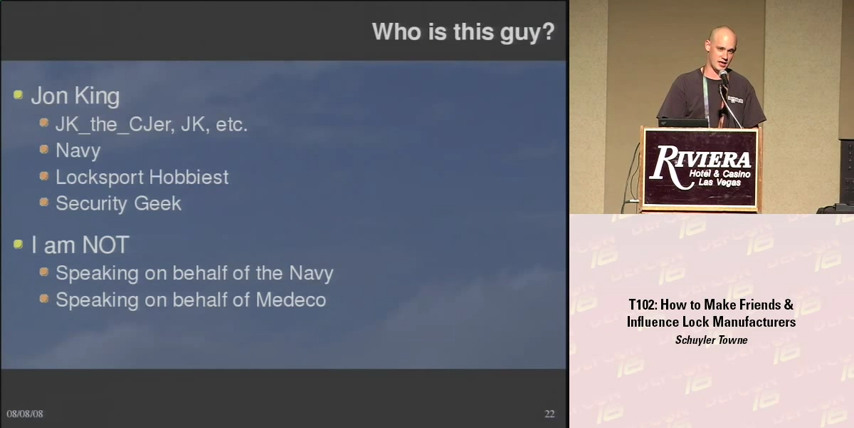 Who is this guy?
Jon King
JK_the_CJer, JK, etc.
Navy
Locksport Hobbiest
Security Geek
I am NOT
Speaking on behalf of the Navy
Speaking on behalf of Medeco
08/08/08
22
RIVIERA
Hotel & Casino
Las Vegas
T102: How to Make Friends &
Influence Lock Manufacturers
Schuyler Towne